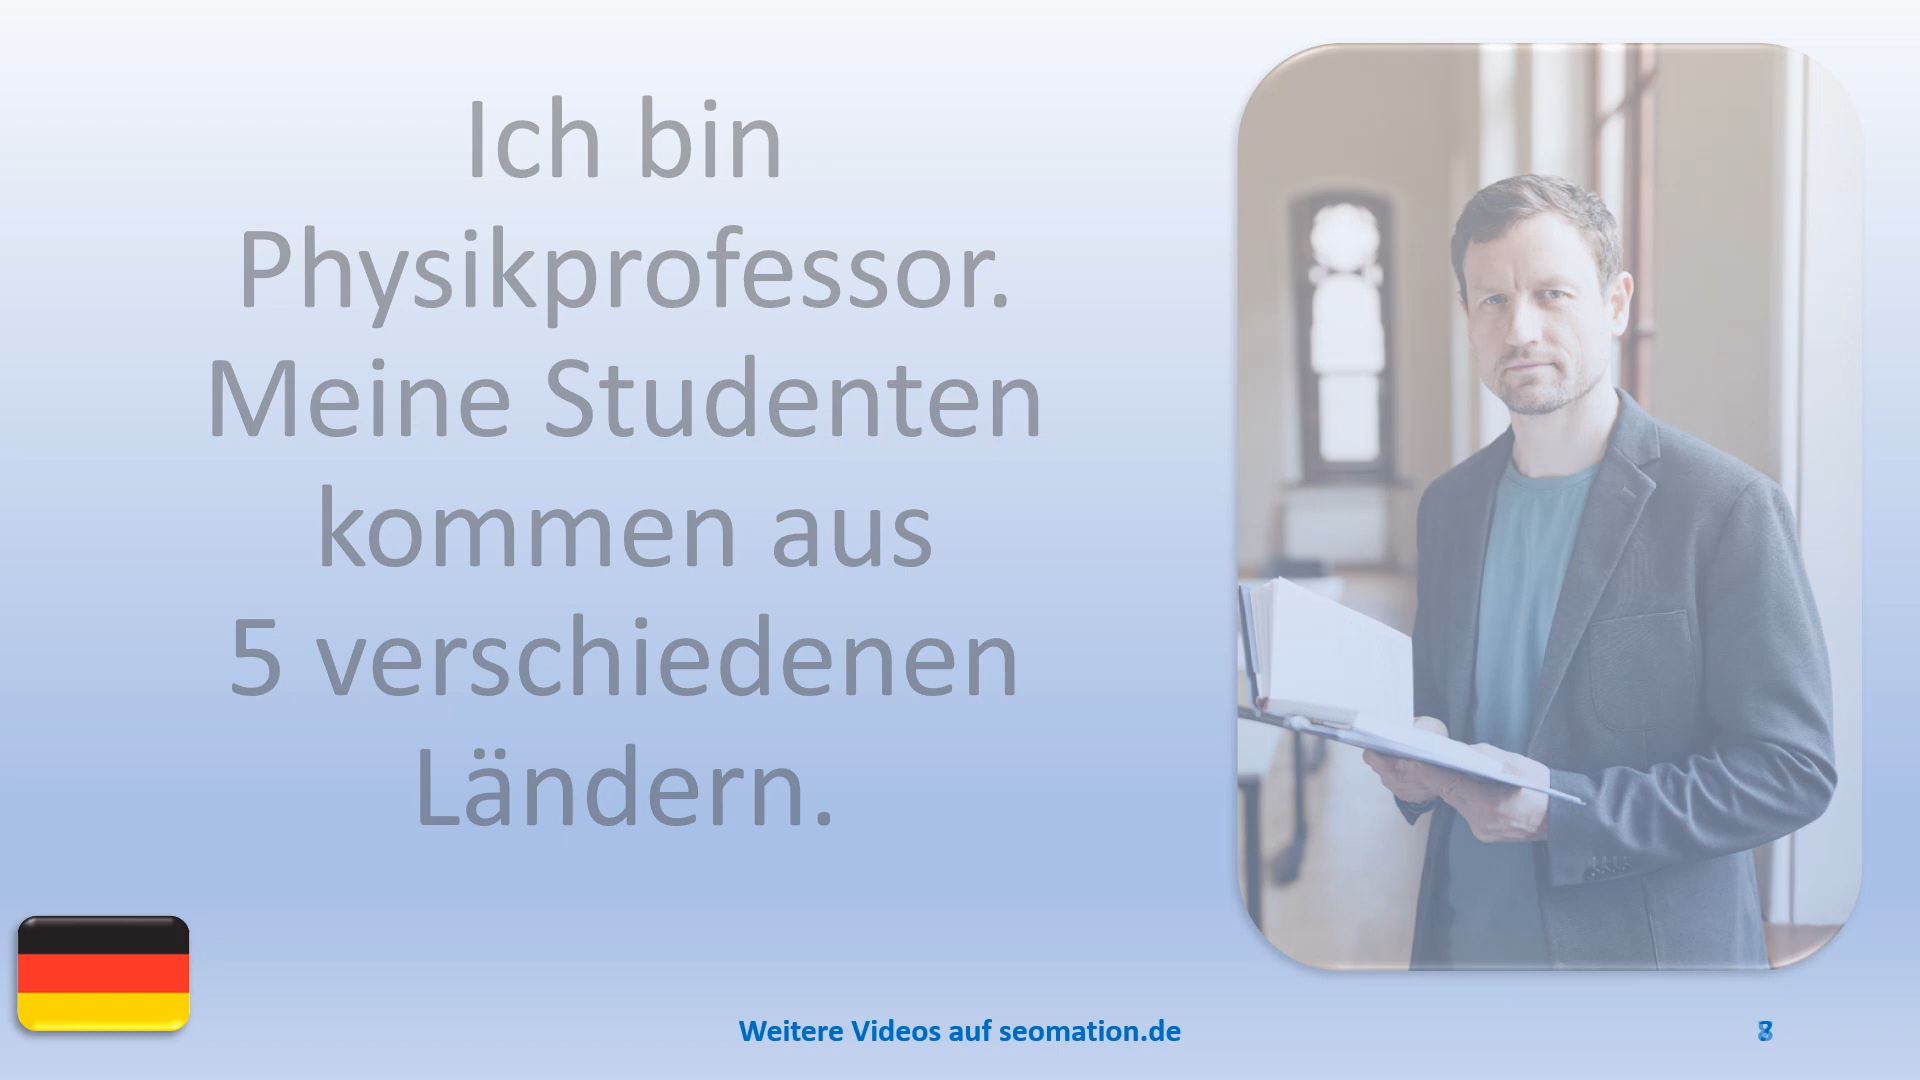 Ich bin
Physikprofessor.
Meine Studenten
kommen aus
5 verschiedenen
Ländern.
Weitere Videos auf seomation.de